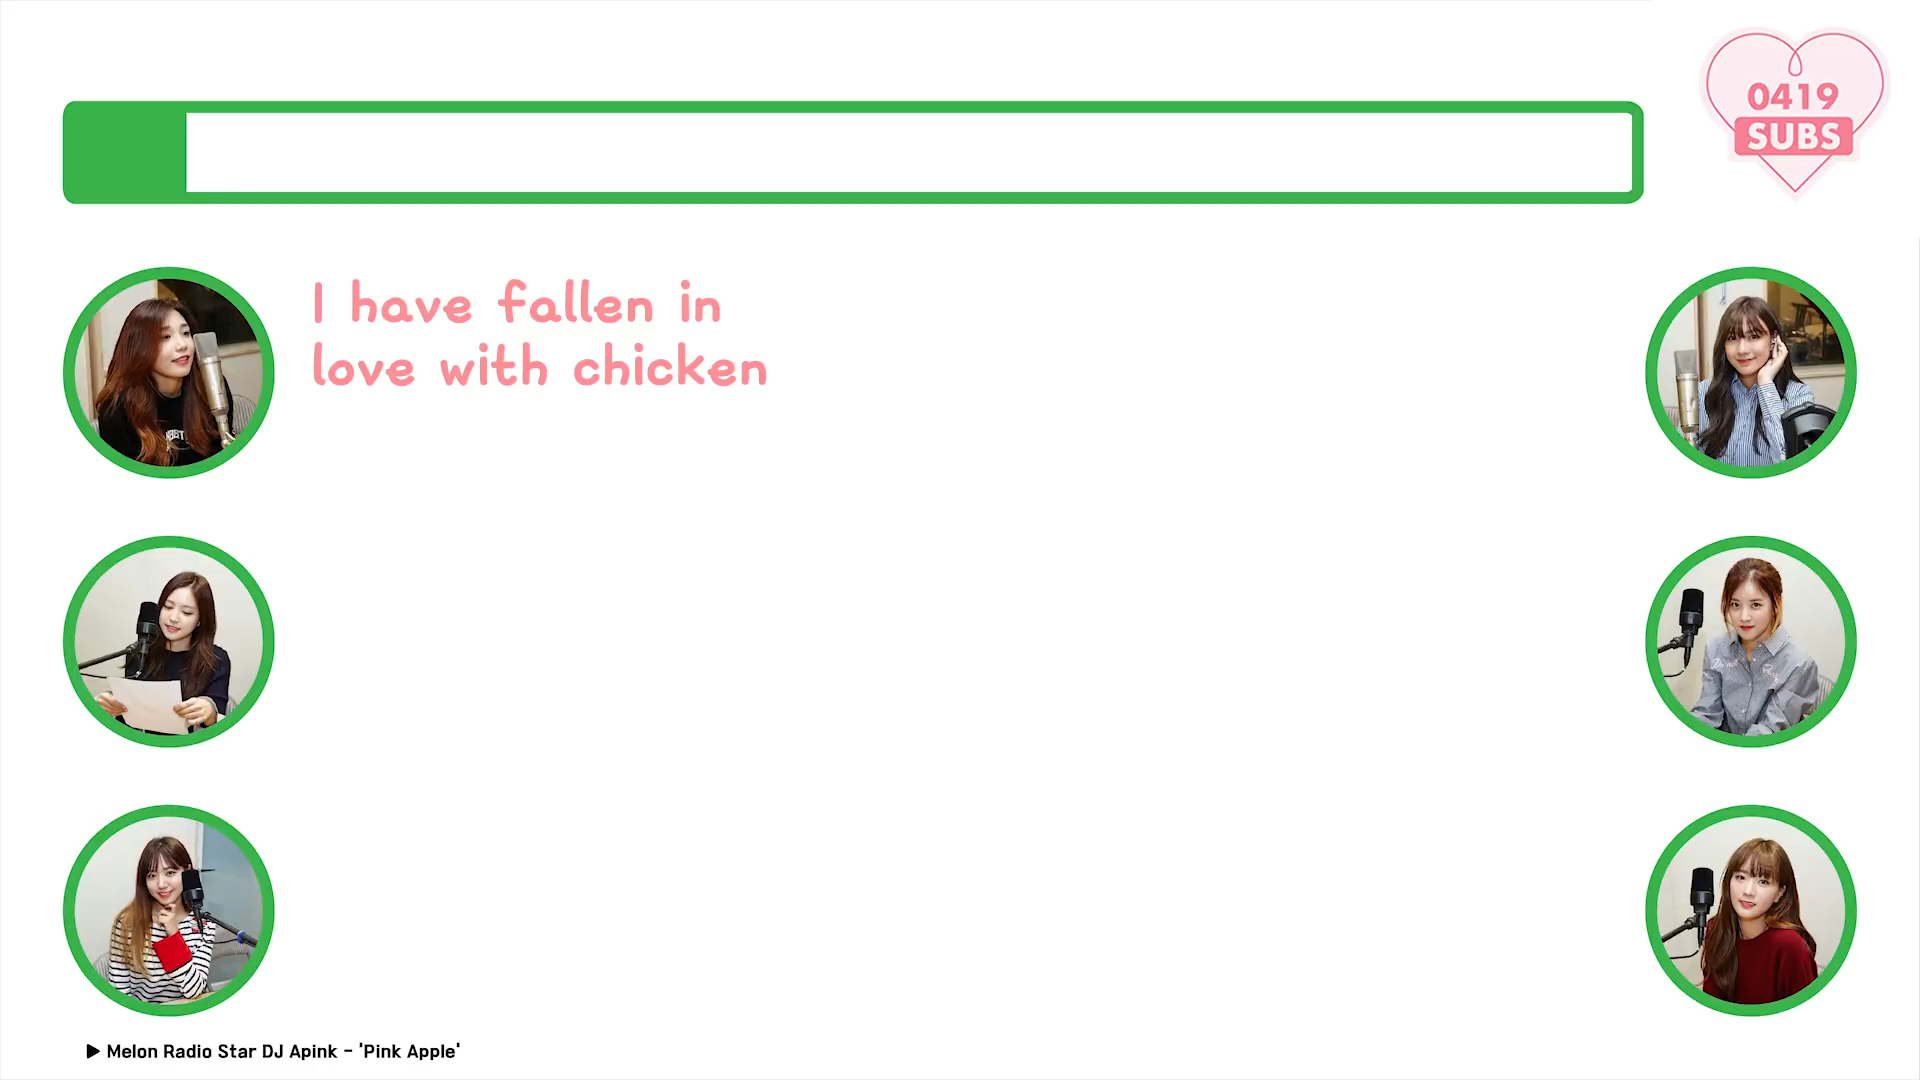 0419
SUBS
I have fallen in
love with chicken
▶ Melon Radio Star DJ Apink - 'Pink Apple'